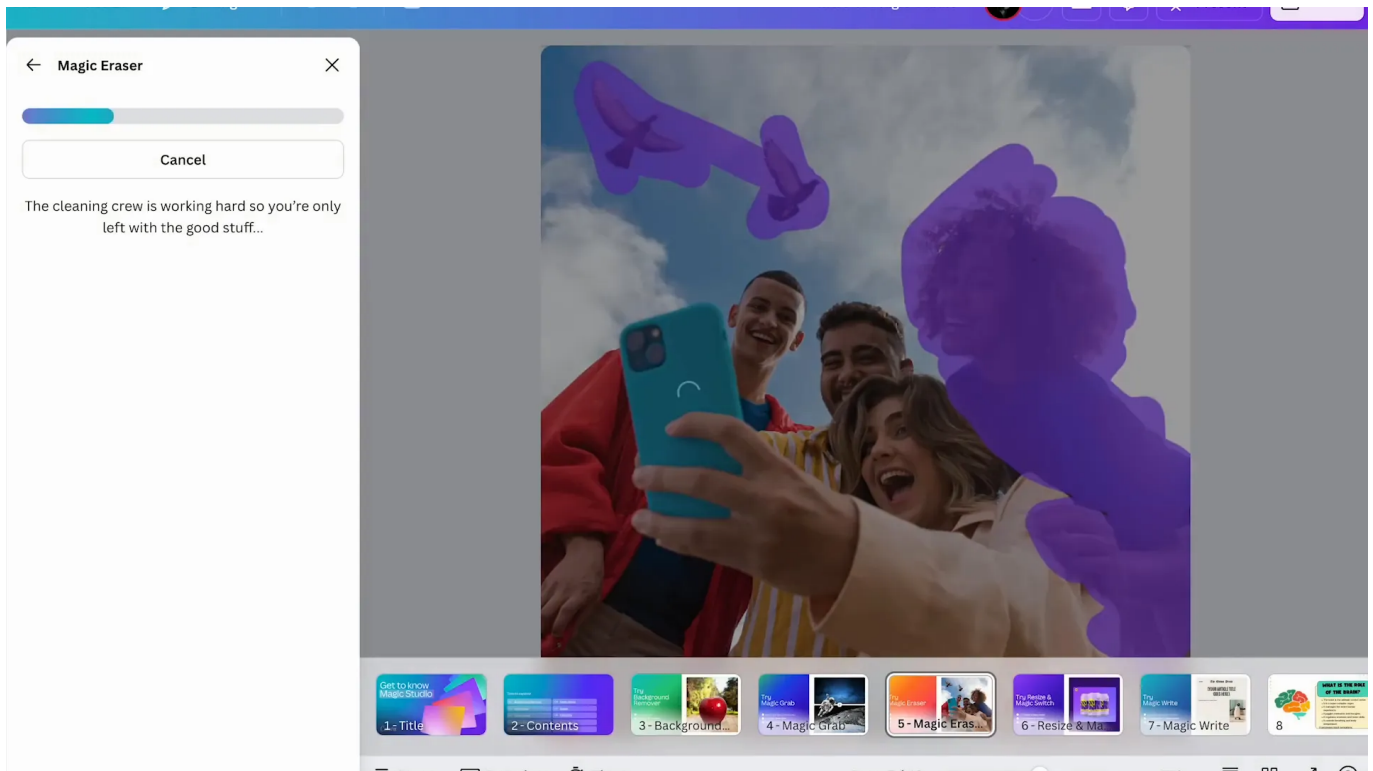 Magic Eraser
Cancel
The cleaning crew is working hard so you're only
left with the good stuff...
Get to know
Magic Studio
1 - Title
2 - Contents
Try
Background
Remover
3 - Background...
Try
Magic Grab
4 - Magic Grab
Try
Magic Eraser
5 - Magic Eras...
Try Resize &
Magic Switch
6 - Resize & Ma...
Try
Magic Write
7 - Magic Write
WHAT IS THE ROLE
OF THE BRAIN?
8